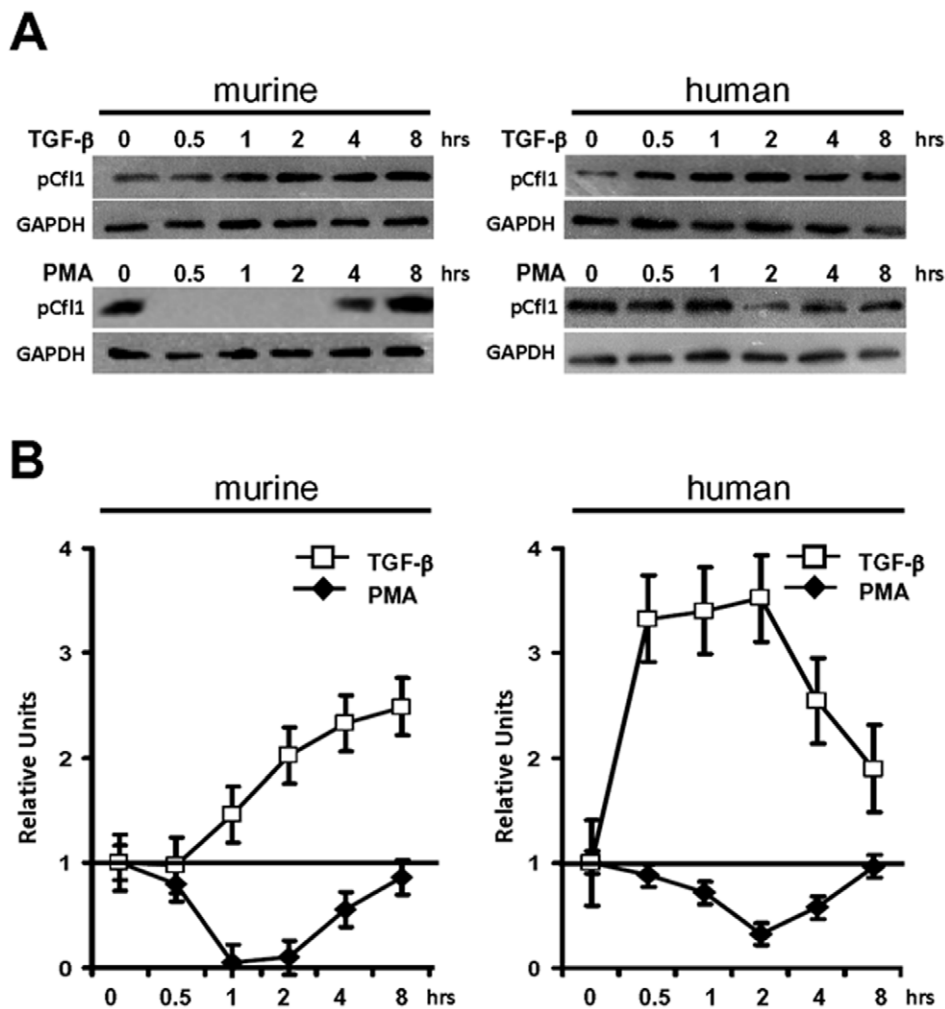 A
murine
TGF-β 0 0.5 1 2 4 8 hrs
pCfl1
GAPDH
PMA 0 0.5 1 2 4 8 hrs
pCfl1
GAPDH
human
TGF-β 0 0.5 1 2 4 8 hrs
pCfl1
GAPDH
PMA 0 0.5 1 2 4 8 hrs
pCfl1
GAPDH
B
murine
TGF-β
PMA
Relative Units
4
3
2
1
0
0 0.5 1 2 4 8 hrs
human
TGF-β
PMA
Relative Units
4
3
2
1
0
0 0.5 1 2 4 8 hrs